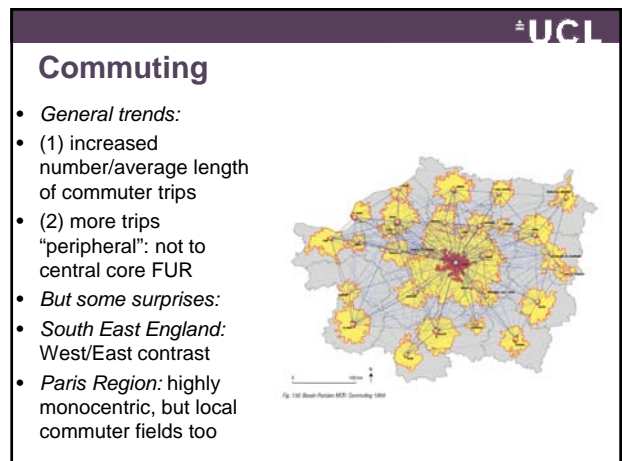 UCL
Commuting
• General trends:
• (1) increased
number/average length
of commuter trips
• (2) more trips
“peripheral”: not to
central core FUR
• But some surprises:
• South East England:
West/East contrast
• Paris Region: highly
monocentric, but local
commuter fields too